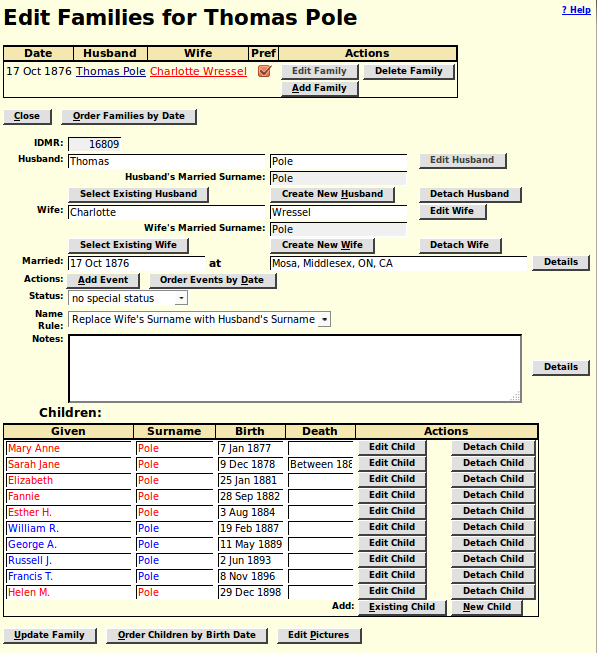 Edit Families for Thomas Pole
? Help
Date Husband Wife Pref Actions
17 Oct 1876 Thomas Pole Charlotte Wressel Edit Family Delete Family
Add Family
Close Order Families by Date
IDMR: 16809
Husband: Thomas Pole Edit Husband
Husband's Married Surname: Pole
Select Existing Husband Create New Husband Detach Husband
Wife: Charlotte Wressel Edit Wife
Wife's Married Surname: Pole
Select Existing Wife Create New Wife Detach Wife
Married: 17 Oct 1876 at Mosa, Middlesex, ON, CA Details
Actions: Add Event Order Events by Date
Status: no special status
Name Rule: Replace Wife's Surname with Husband's Surname
Notes: Details
Children:
Given Surname Birth Death Actions
Mary Anne Pole 7 Jan 1877 Edit Child Detach Child
Sarah Jane Pole 9 Dec 1878 Between 188 Edit Child Detach Child
Elizabeth Pole 25 Jan 1881 Edit Child Detach Child
Fannie Pole 28 Sep 1882 Edit Child Detach Child
Esther H. Pole 3 Aug 1884 Edit Child Detach Child
William R. Pole 19 Feb 1887 Edit Child Detach Child
George A. Pole 11 May 1889 Edit Child Detach Child
Russell J. Pole 2 Jun 1893 Edit Child Detach Child
Francis T. Pole 8 Nov 1896 Edit Child Detach Child
Helen M. Pole 29 Dec 1898 Edit Child Detach Child
Add: Existing Child New Child
Update Family Order Children by Birth Date Edit Pictures